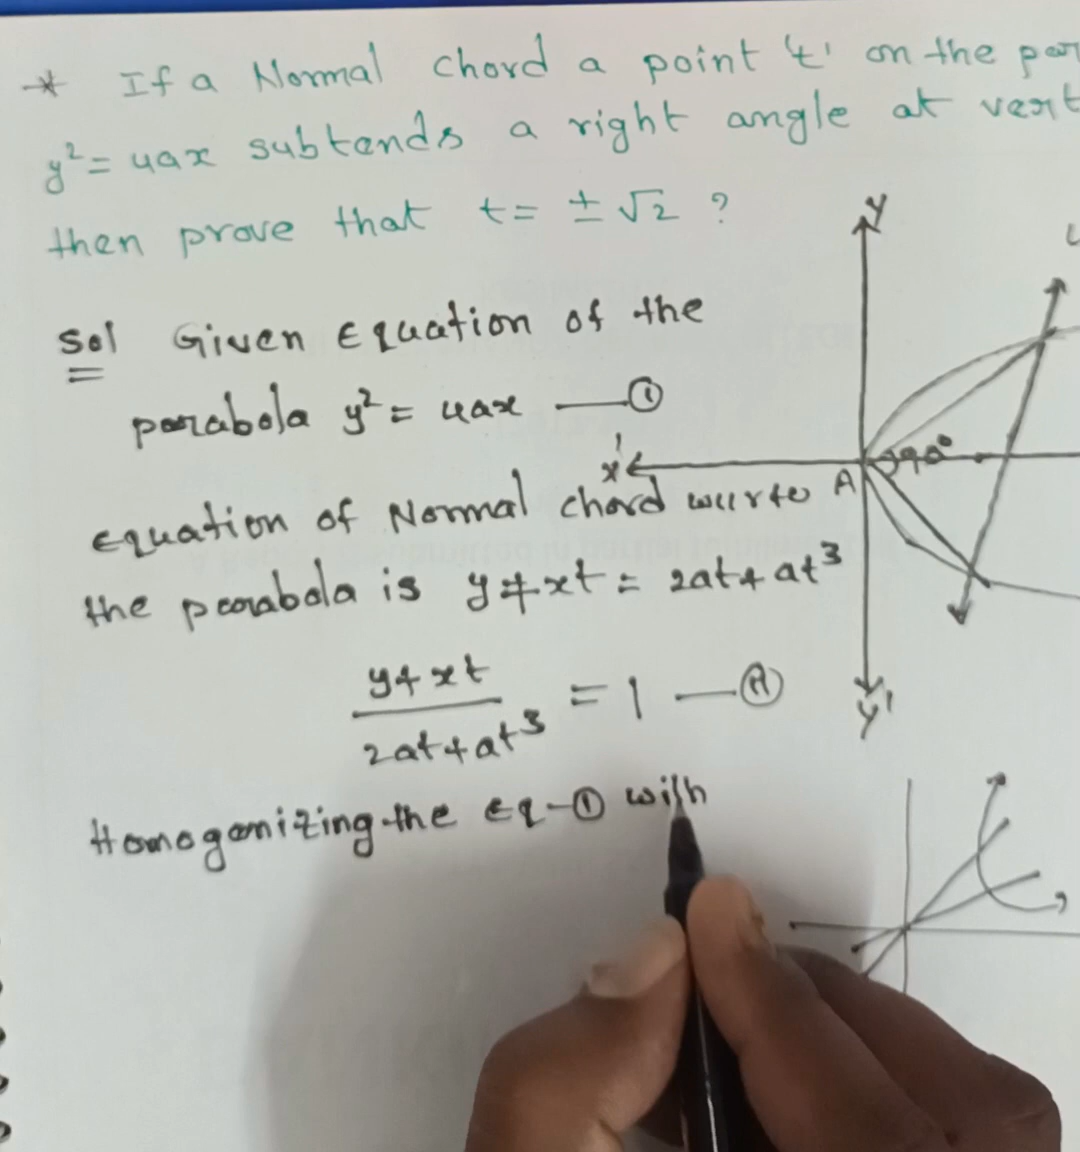 * If a Normal chord a point 't' on the par
y² = 4ax subtends a right angle at vert
then prove that t = ± √2 ?
Sol Given Equation of the
parabola y² = 4ax —①
Equation of Normal chord w.r.to
the parabola is y+xt = 2at+at³
y+xt / 2at+at³ = 1 —Ⓐ
Homogenizing the Eq-① with
Y
x'
A
90°
y'